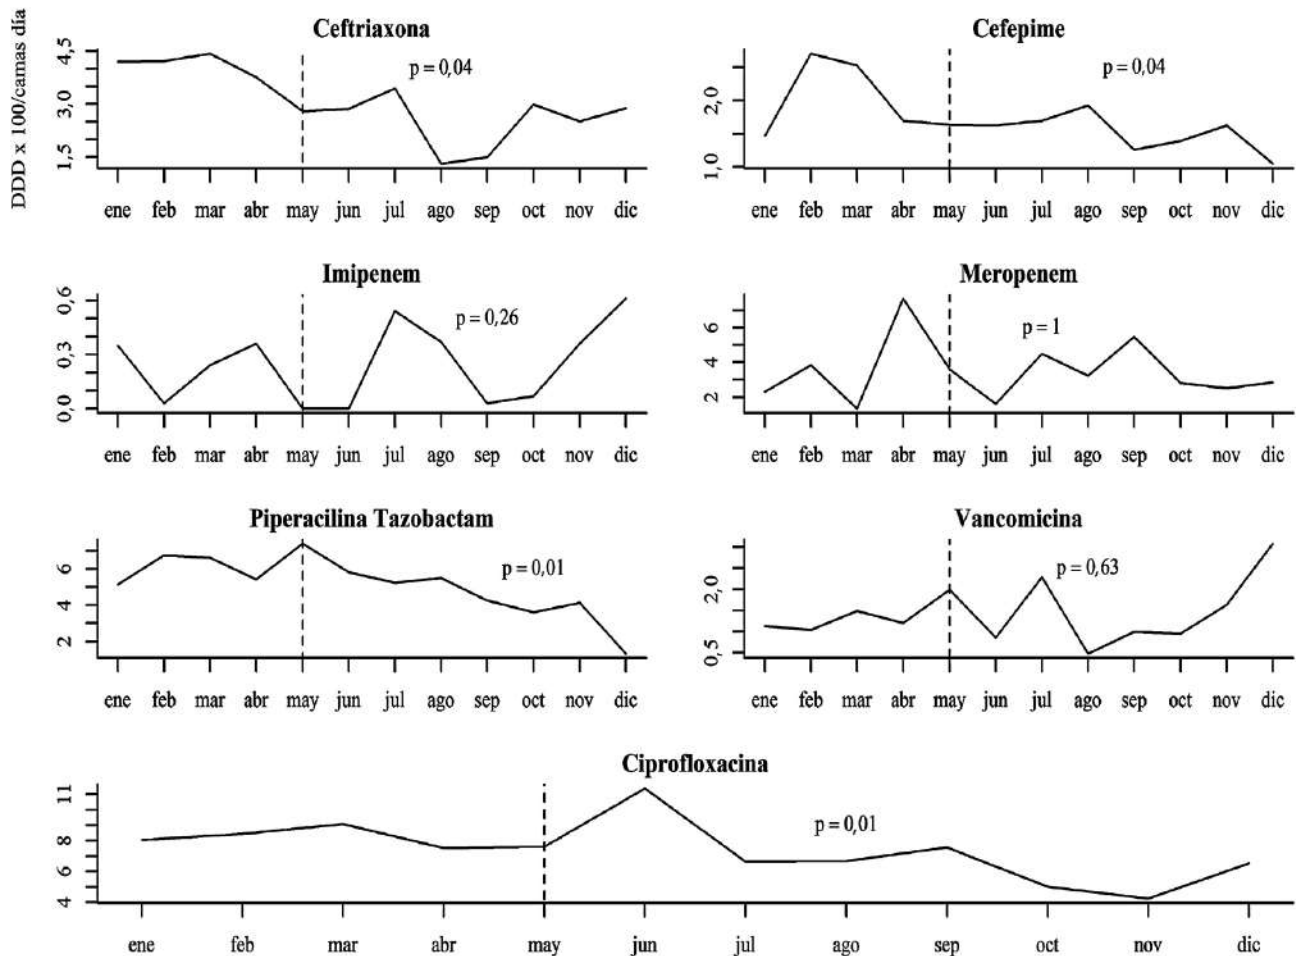 DDD x 100/camas día
Ceftriaxona
4,5
3,0
1,5
p = 0,04
ene feb mar abr may jun jul ago sep oct nov dic
Cefepime
2,0
1,0
p = 0,04
ene feb mar abr may jun jul ago sep oct nov dic
Imipenem
0,6
0,3
0,0
p = 0,26
ene feb mar abr may jun jul ago sep oct nov dic
Meropenem
6
4
2
p = 1
ene feb mar abr may jun jul ago sep oct nov dic
Piperacilina Tazobactam
6
4
2
p = 0,01
ene feb mar abr may jun jul ago sep oct nov dic
Vancomicina
2,0
0,5
p = 0,63
ene feb mar abr may jun jul ago sep oct nov dic
Ciprofloxacina
11
8
6
4
p = 0,01
ene feb mar abr may jun jul ago sep oct nov dic